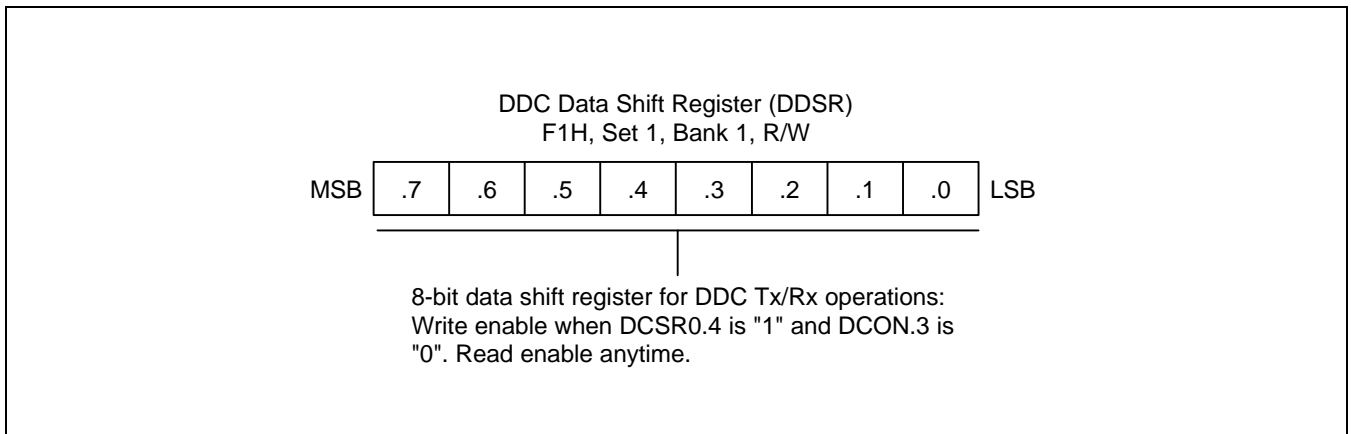 DDC Data Shift Register (DDSR)
F1H, Set 1, Bank 1, R/W
MSB .7 .6 .5 .4 .3 .2 .1 .0 LSB
8-bit data shift register for DDC Tx/Rx operations:
Write enable when DCSR0.4 is "1" and DCON.3 is
"0". Read enable anytime.